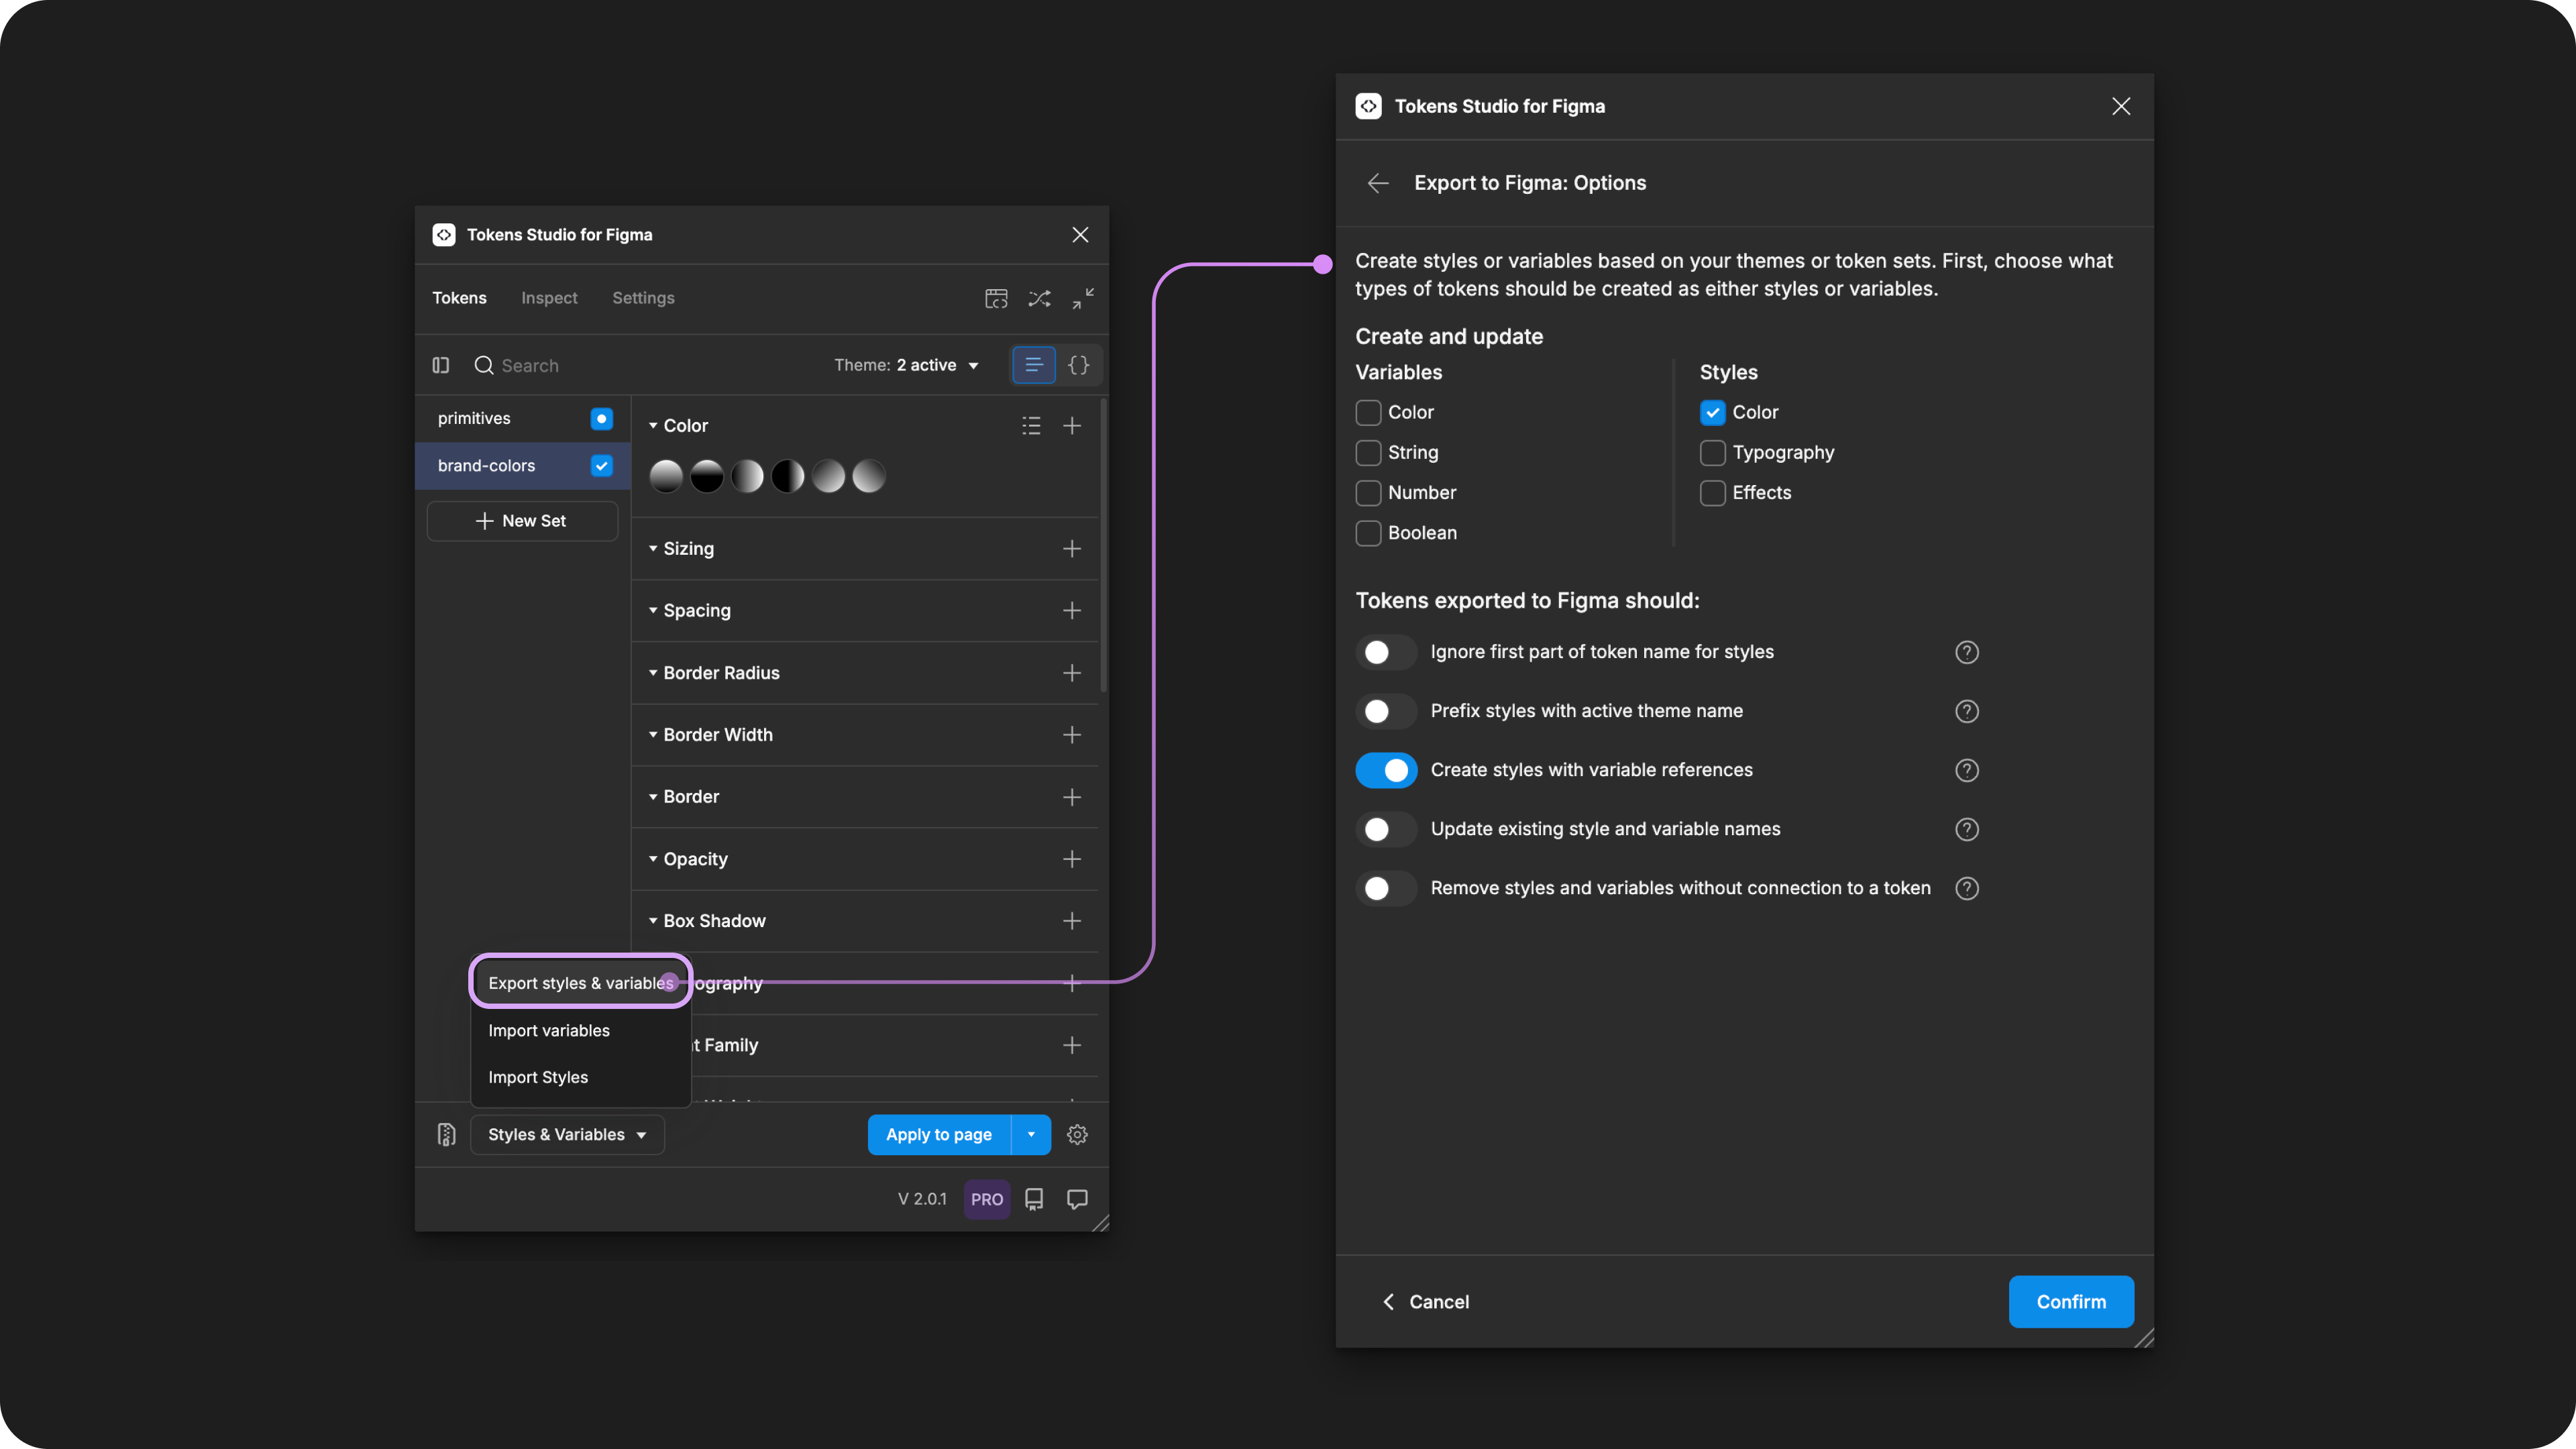 Tokens Studio for Figma
Tokens Inspect Settings
Search
Theme: 2 active
primitives
brand-colors
New Set
Color
Sizing
Spacing
Border Radius
Border Width
Border
Opacity
Box Shadow
ography
t Family
Export styles & variables
Import variables
Import Styles
Styles & Variables
Apply to page
V 2.0.1
PRO
Tokens Studio for Figma
Export to Figma: Options
Create styles or variables based on your themes or token sets. First, choose what
types of tokens should be created as either styles or variables.
Create and update
Variables
Color
String
Number
Boolean
Styles
Color
Typography
Effects
Tokens exported to Figma should:
Ignore first part of token name for styles
Prefix styles with active theme name
Create styles with variable references
Update existing style and variable names
Remove styles and variables without connection to a token
Cancel
Confirm